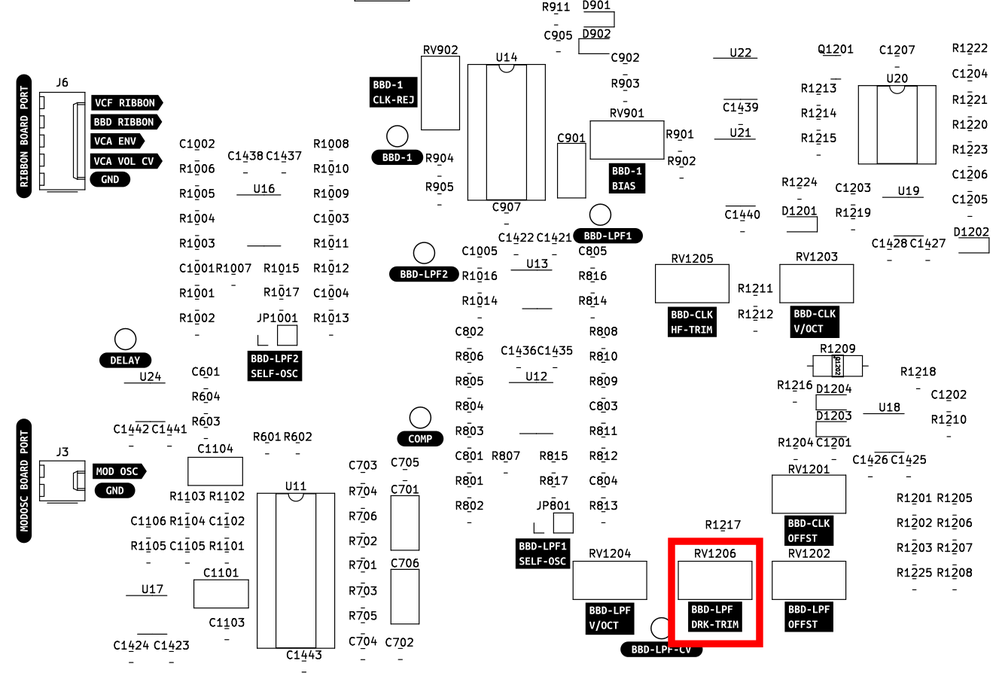 R911
D901
C905
D902
RV902
U14
C902
R903
BBD-1
CLK-REJ
U22
Q1201
C1207
R1222
J6
RIBBON BOARD PORT
VCF RIBBON
BBD RIBBON
VCA ENV
VCA VOL CV
GND
U20
C1204
R1213
R1221
C1439
R1214
R1220
RV901
R901
U21
R1215
R1223
C901
R902
BBD-1
BBD-1
BIAS
R904
R905
C1002
C1438
C1437
R1008
R1006
R1010
R1005
U16
R1009
R1004
C1003
R1003
R1011
C1001
R1007
R1015
R1012
R1001
R1017
C1004
R1002
JP1001
R1013
BBD-LPF2
SELF-OSC
C907
BBD-LPF1
BBD-LPF2
C1422
C1421
C1005
C805
U13
R1016
R816
R1014
R814
R1224
C1203
U19
C1206
C1205
C1440
D1201
R1219
C1428
C1427
D1202
RV1205
RV1203
R1211
R1212
BBD-CLK
HF-TRIM
BBD-CLK
V/OCT
DELAY
U24
C601
R604
R603
C1442
C1441
C802
R808
R806
C1436
C1435
R810
R805
U12
R809
R804
C803
R803
R811
C801
R807
R815
R812
R801
R817
C804
R802
JP801
R813
BBD-LPF1
SELF-OSC
COMP
R1209
Q1202
R1218
R1216
D1204
C1202
D1203
U18
R1210
R1204
C1201
C1426
C1425
RV1201
BBD-CLK
OFFST
R1201
R1205
R1202
R1206
R1203
R1207
R1225
R1208
MODOSC BOARD PORT
J3
MOD OSC
GND
C1104
R601
R602
U11
C703
C705
R704
C701
R706
R702
R701
C706
R703
R705
C704
C702
R1103
R1102
C1106
R1104
C1102
R1105
C1105
R1101
U17
C1101
C1103
C1424
C1423
C1443
R1217
RV1204
RV1206
RV1202
BBD-LPF
V/OCT
BBD-LPF
DRK-TRIM
BBD-LPF
OFFST
BBD-LPF-CV